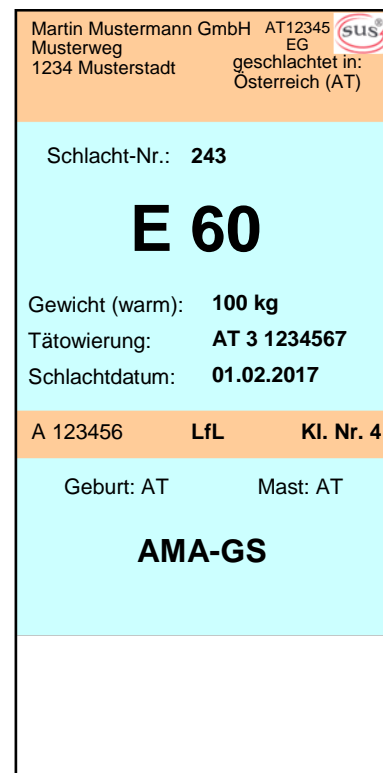 Martin Mustermann GmbH
Musterweg
1234 Musterstadt
AT12345
EG
geschlachtet in:
Österreich (AT)
sus
Schlacht-Nr.: 243
E 60
Gewicht (warm): 100 kg
Tätowierung: AT 3 1234567
Schlachtdatum: 01.02.2017
A 123456 LfL Kl. Nr. 4
Geburt: AT Mast: AT
AMA-GS